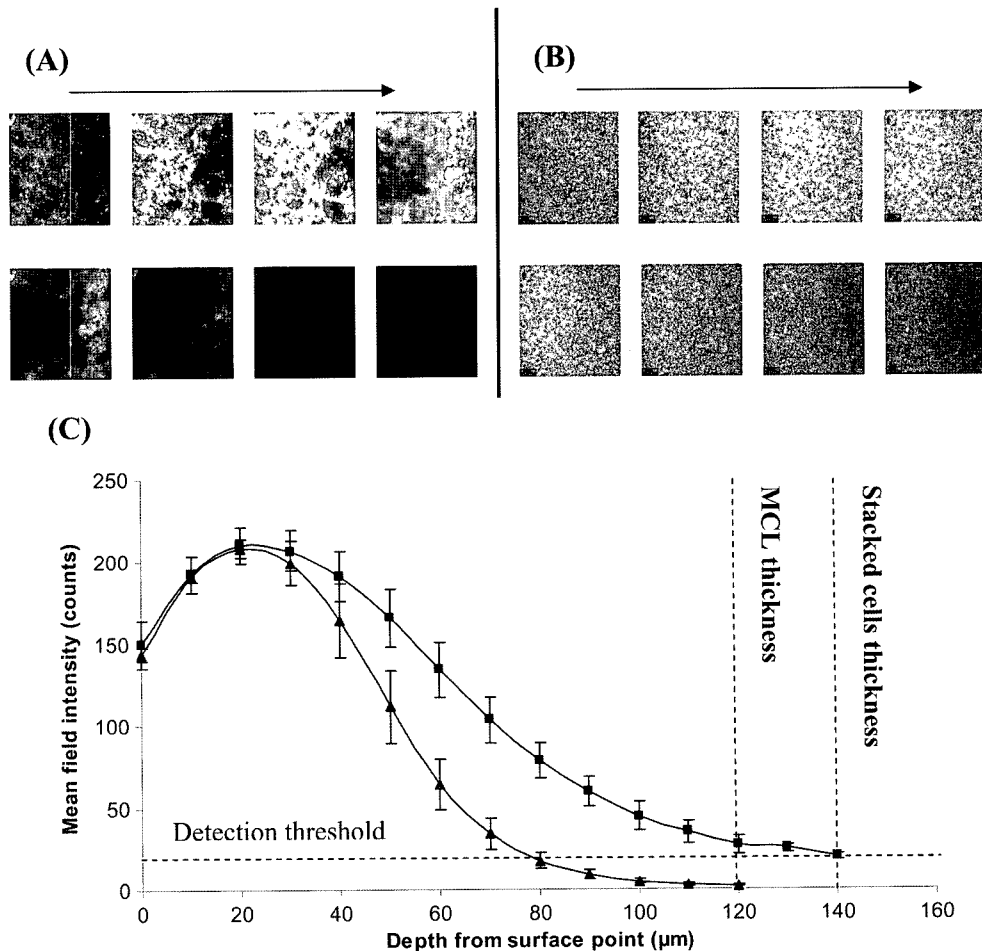 (A)
(B)
(C)
Mean field intensity (counts)
250
200
150
100
50
0
Detection threshold
MCL thickness
Stacked cells thickness
0 20 40 60 80 100 120 140 160
Depth from surface point (µm)